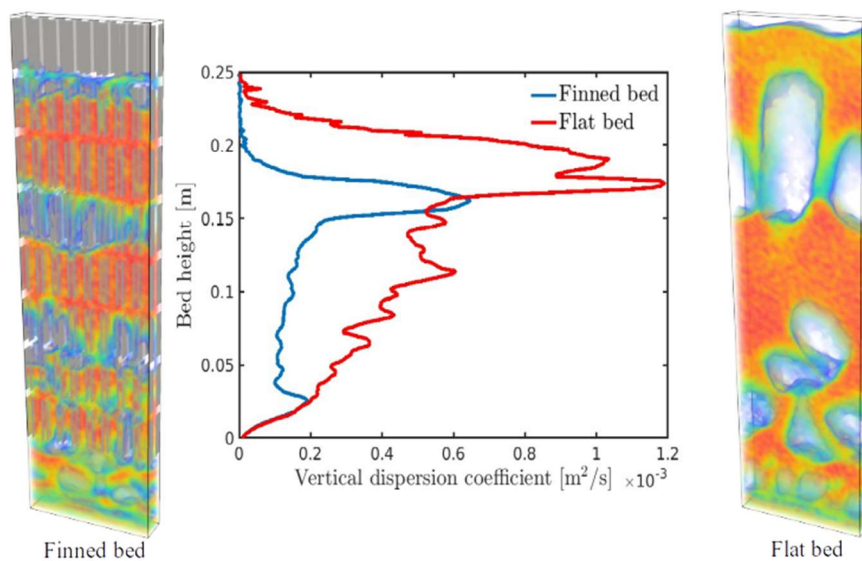 0.25
Finned bed
Flat bed
0.2
0.15
0.1
0.05
0
Bed height [m]
0 0.2 0.4 0.6 0.8 1 1.2
Vertical dispersion coefficient [m²/s] ×10⁻³
Finned bed
Flat bed